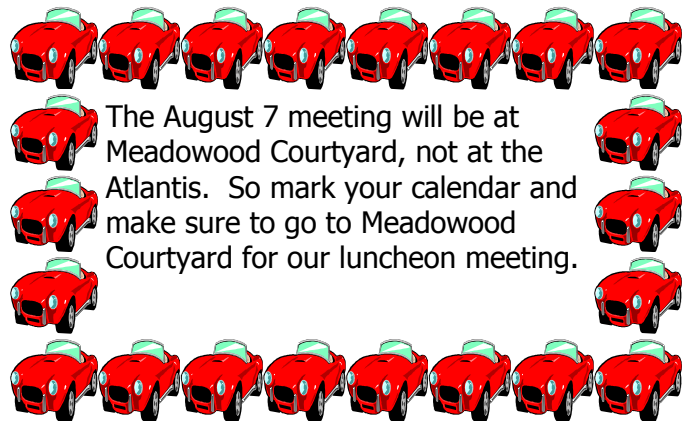 The August 7 meeting will be at
Meadowood Courtyard, not at the
Atlantis.  So mark your calendar and
make sure to go to Meadowood
Courtyard for our luncheon meeting.